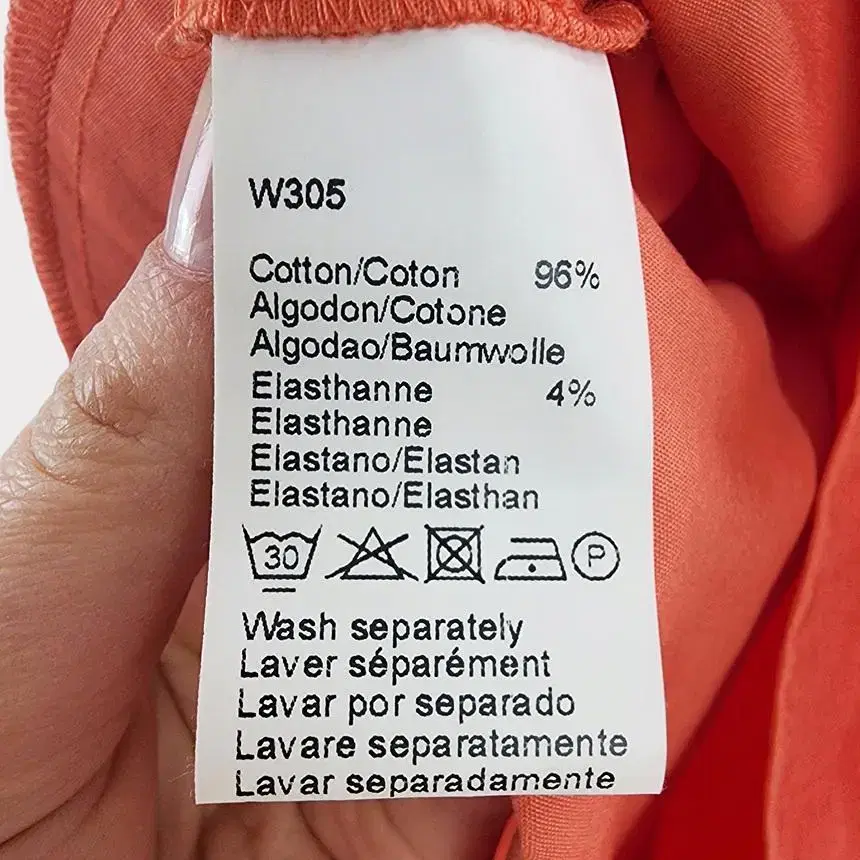 W305
Cotton/Coton 96%
Algodon/Cotone
Algodao/Baumwolle
Elasthanne 4%
Elasthanne
Elastano/Elastan
Elastano/Elasthan
30 P
Wash separately
Laver séparément
Lavar por separado
Lavare separatamente
Lavar separadamente